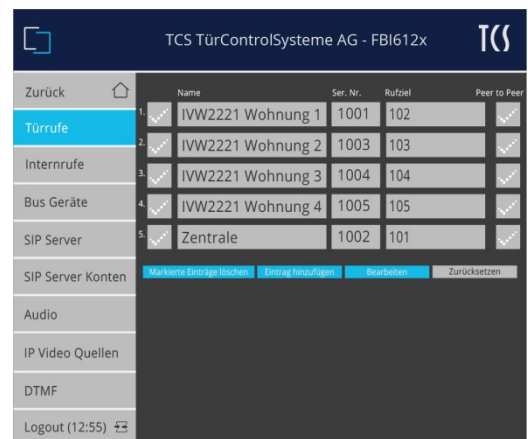 TCS TürControlSysteme AG - FBI612x
TCS
Zurück
Türrufe
Internrufe
Bus Geräte
SIP Server
SIP Server Konten
Audio
IP Video Quellen
DTMF
Logout (12:55)
Name Ser. Nr. Rufziel Peer to Peer
1. IVW2221 Wohnung 1 1001 102
2. IVW2221 Wohnung 2 1003 103
3. IVW2221 Wohnung 3 1004 104
4. IVW2221 Wohnung 4 1005 105
5. Zentrale 1002 101
Markierte Einträge löschen Eintrag hinzufügen Bearbeiten Zurücksetzen